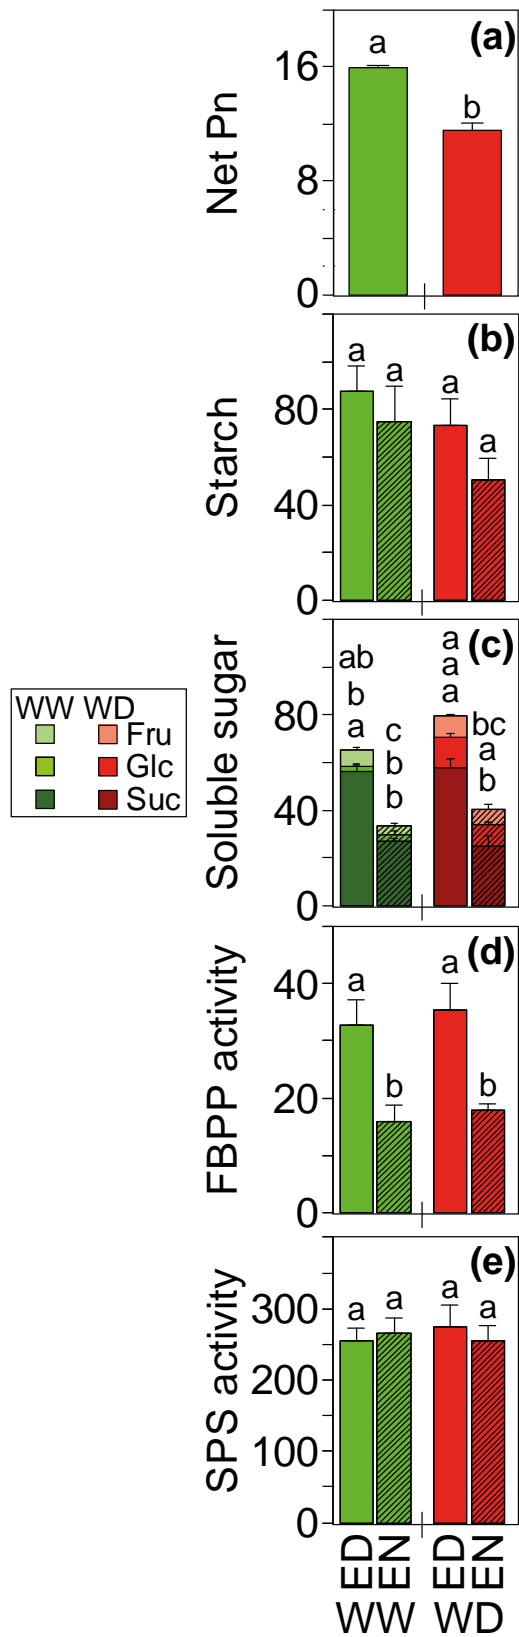 (a)
Net Pn
16
8
0
a
b
(b)
Starch
80
40
0
a
a
a
a
(c)
Soluble sugar
80
40
0
ab
b
a
c
b
b
a
a
a
bc
a
b
WW WD
Fru
Glc
Suc
(d)
FBPP activity
40
20
0
a
b
a
b
(e)
SPS activity
300
200
100
0
a
a
a
a
ED EN ED EN
WW WD